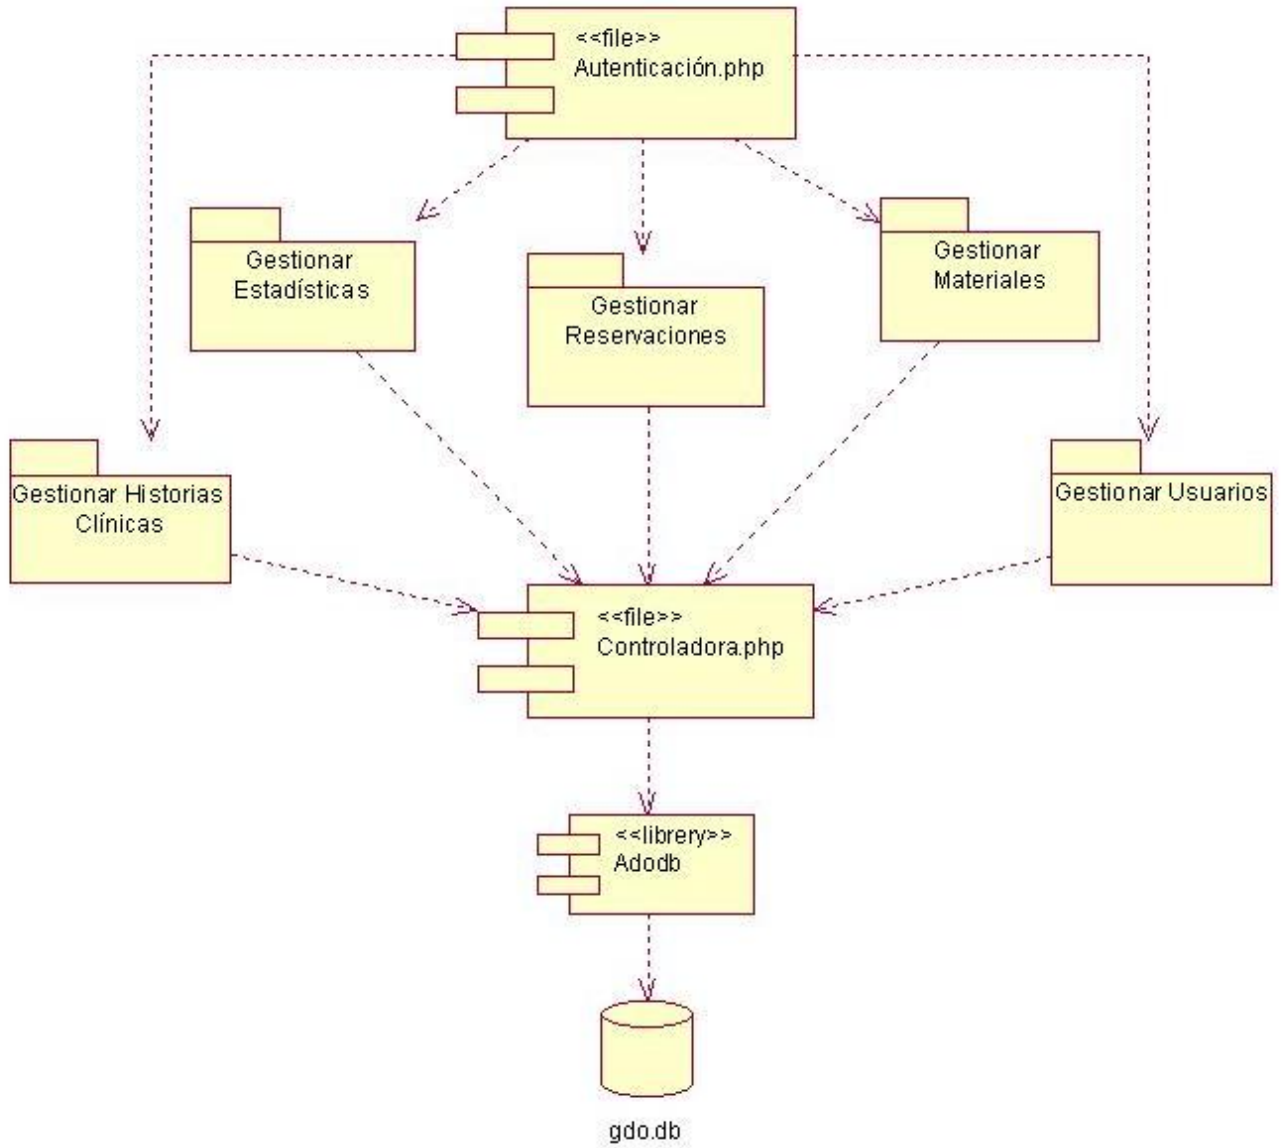 <<file>>
Autenticación.php
Gestionar
Estadísticas
Gestionar
Reservaciones
Gestionar
Materiales
Gestionar Historias
Clínicas
Gestionar Usuarios
<<file>>
Controladora.php
<<librery>>
Adodb
gdo.db